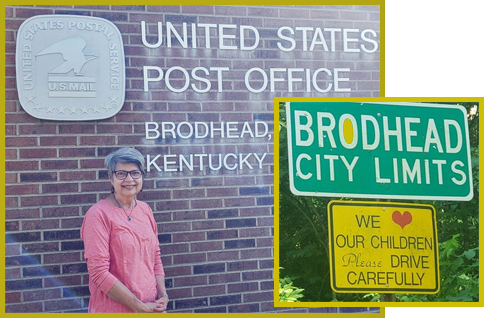 UNITED STATES POSTAL SERVICE
U.S. MAIL
UNITED STATES
POST OFFICE
BRODHEAD,
KENTUCKY
BRODHEAD
CITY LIMITS
WE ❤
OUR CHILDREN
Please DRIVE
CAREFULLY